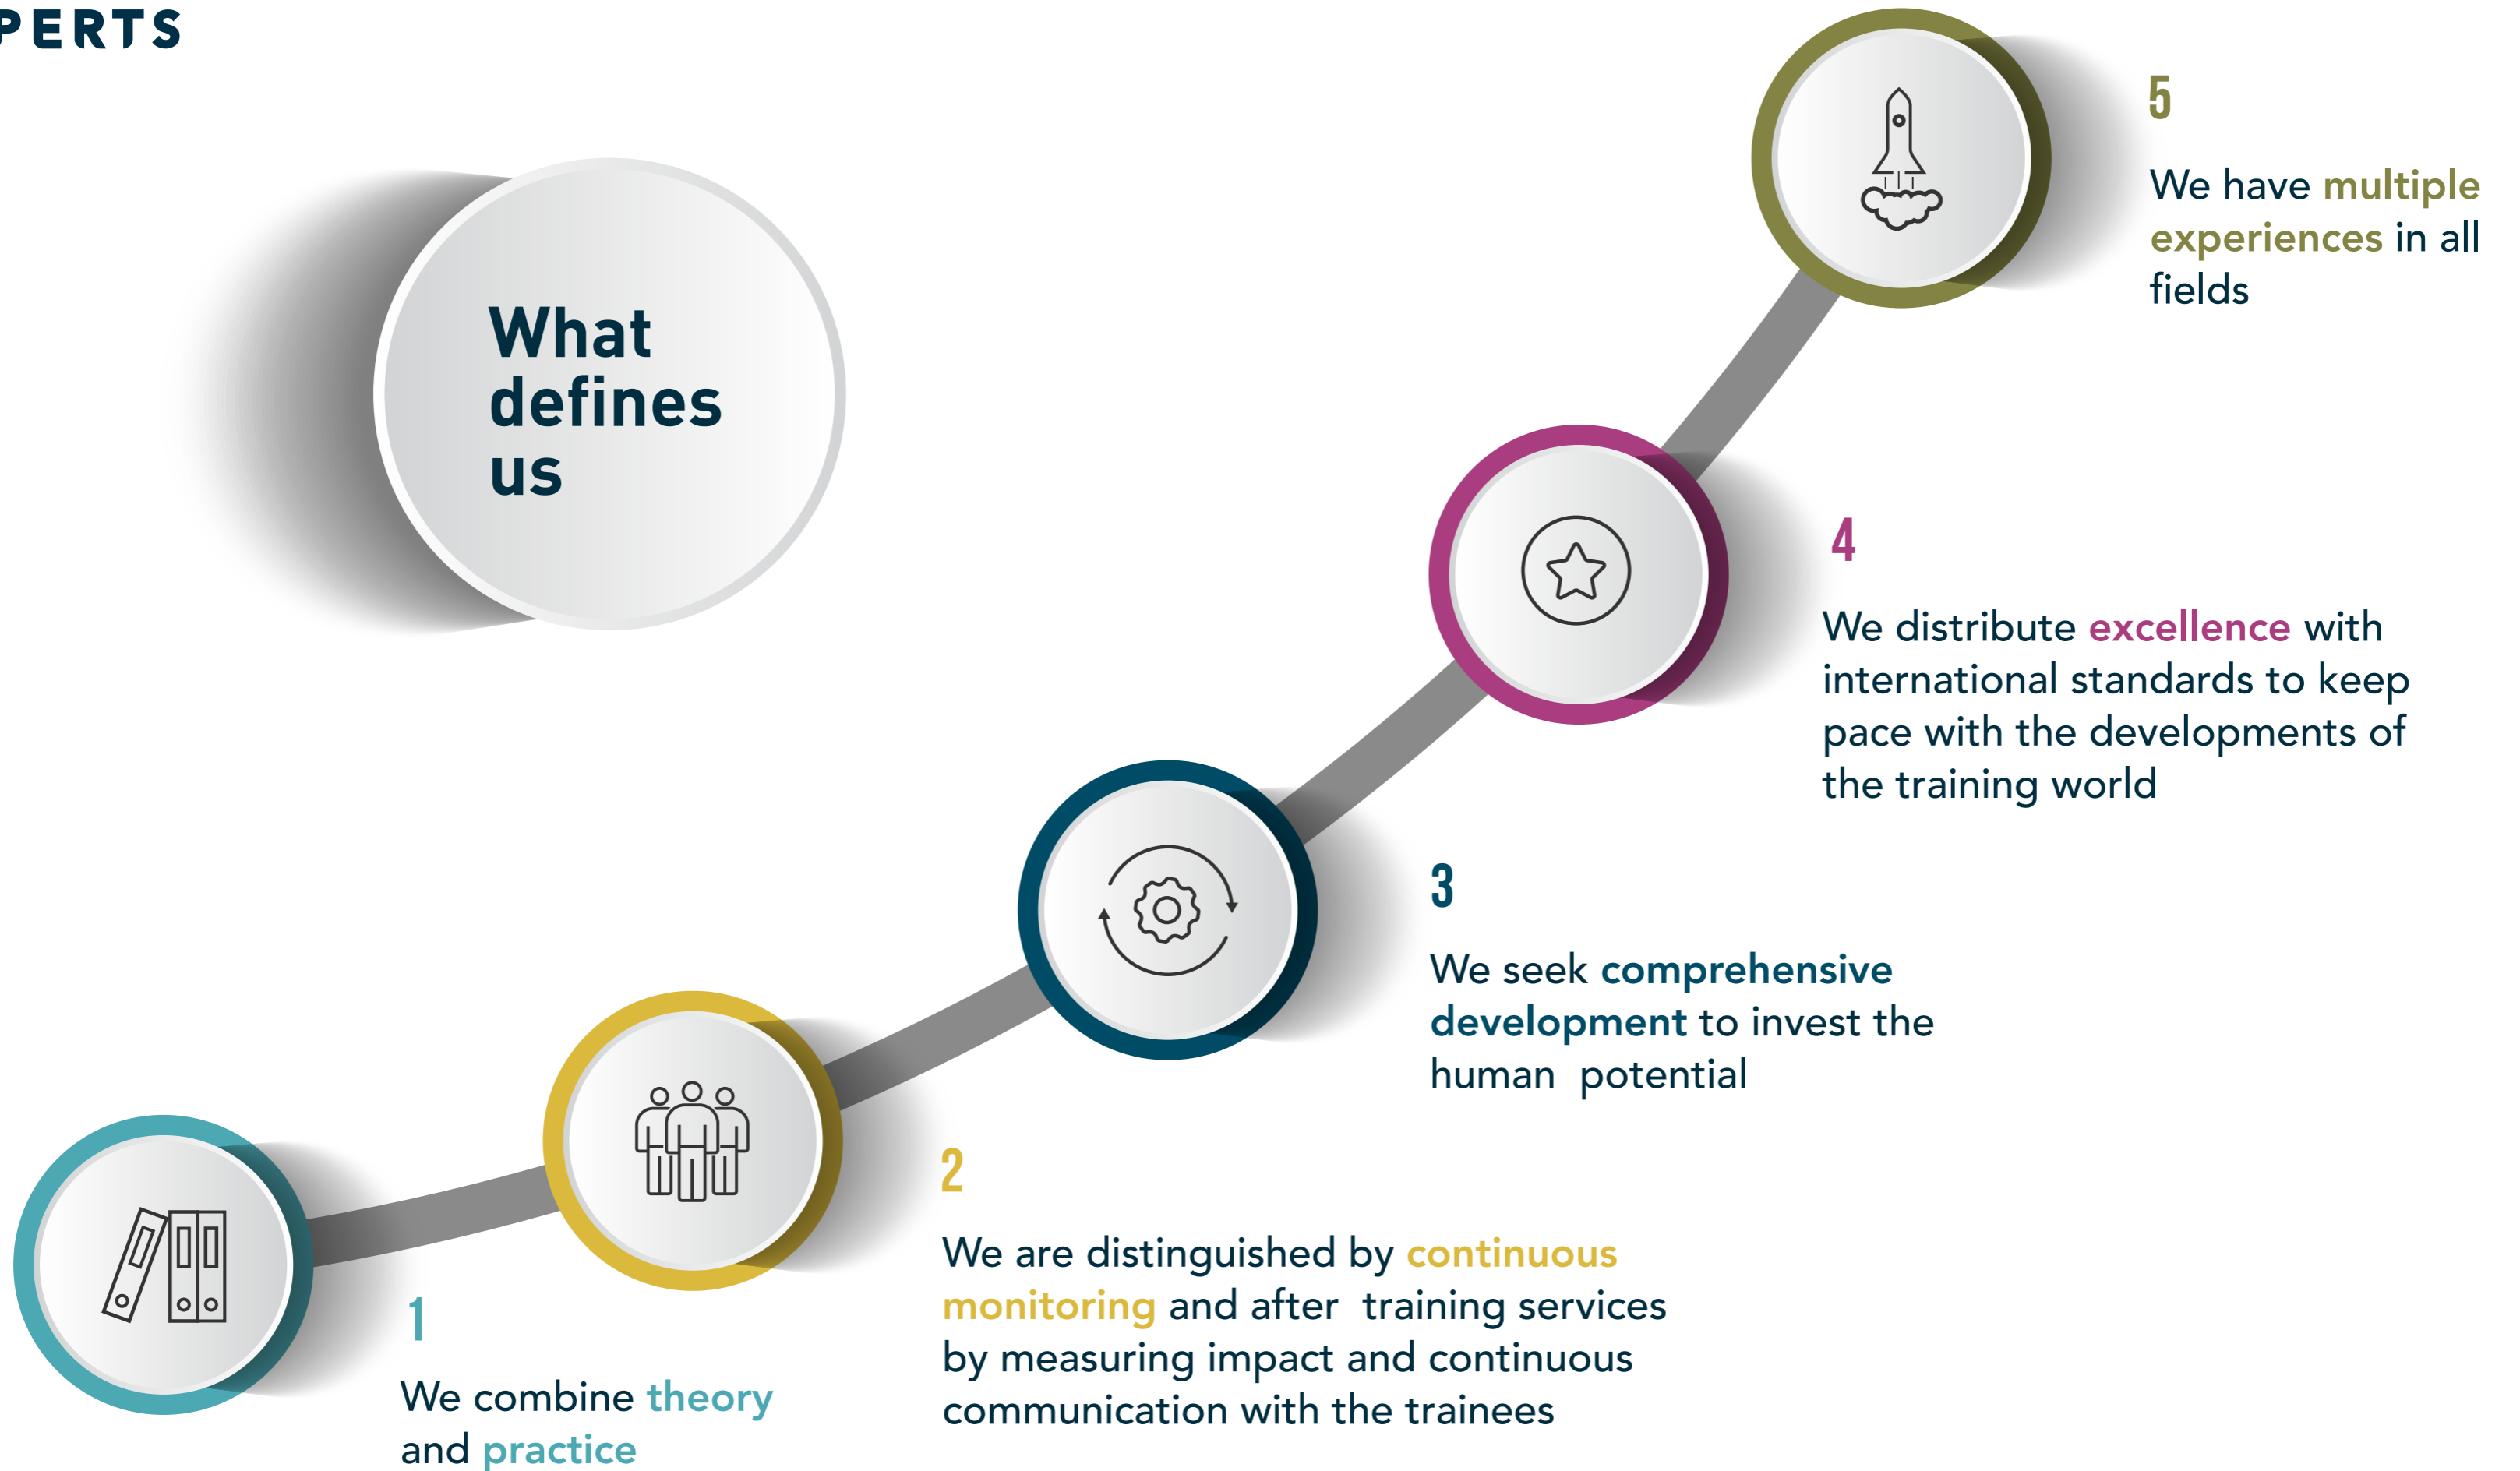 PERTS
What
defines
us
1
We combine theory
and practice
2
We are distinguished by continuous
monitoring and after  training services
by measuring impact and continuous
communication with the trainees
3
We seek comprehensive
development to invest the
human  potential
4
We distribute excellence with
international standards to keep
pace with the developments of
the training world
5
We have multiple
experiences in all
fields